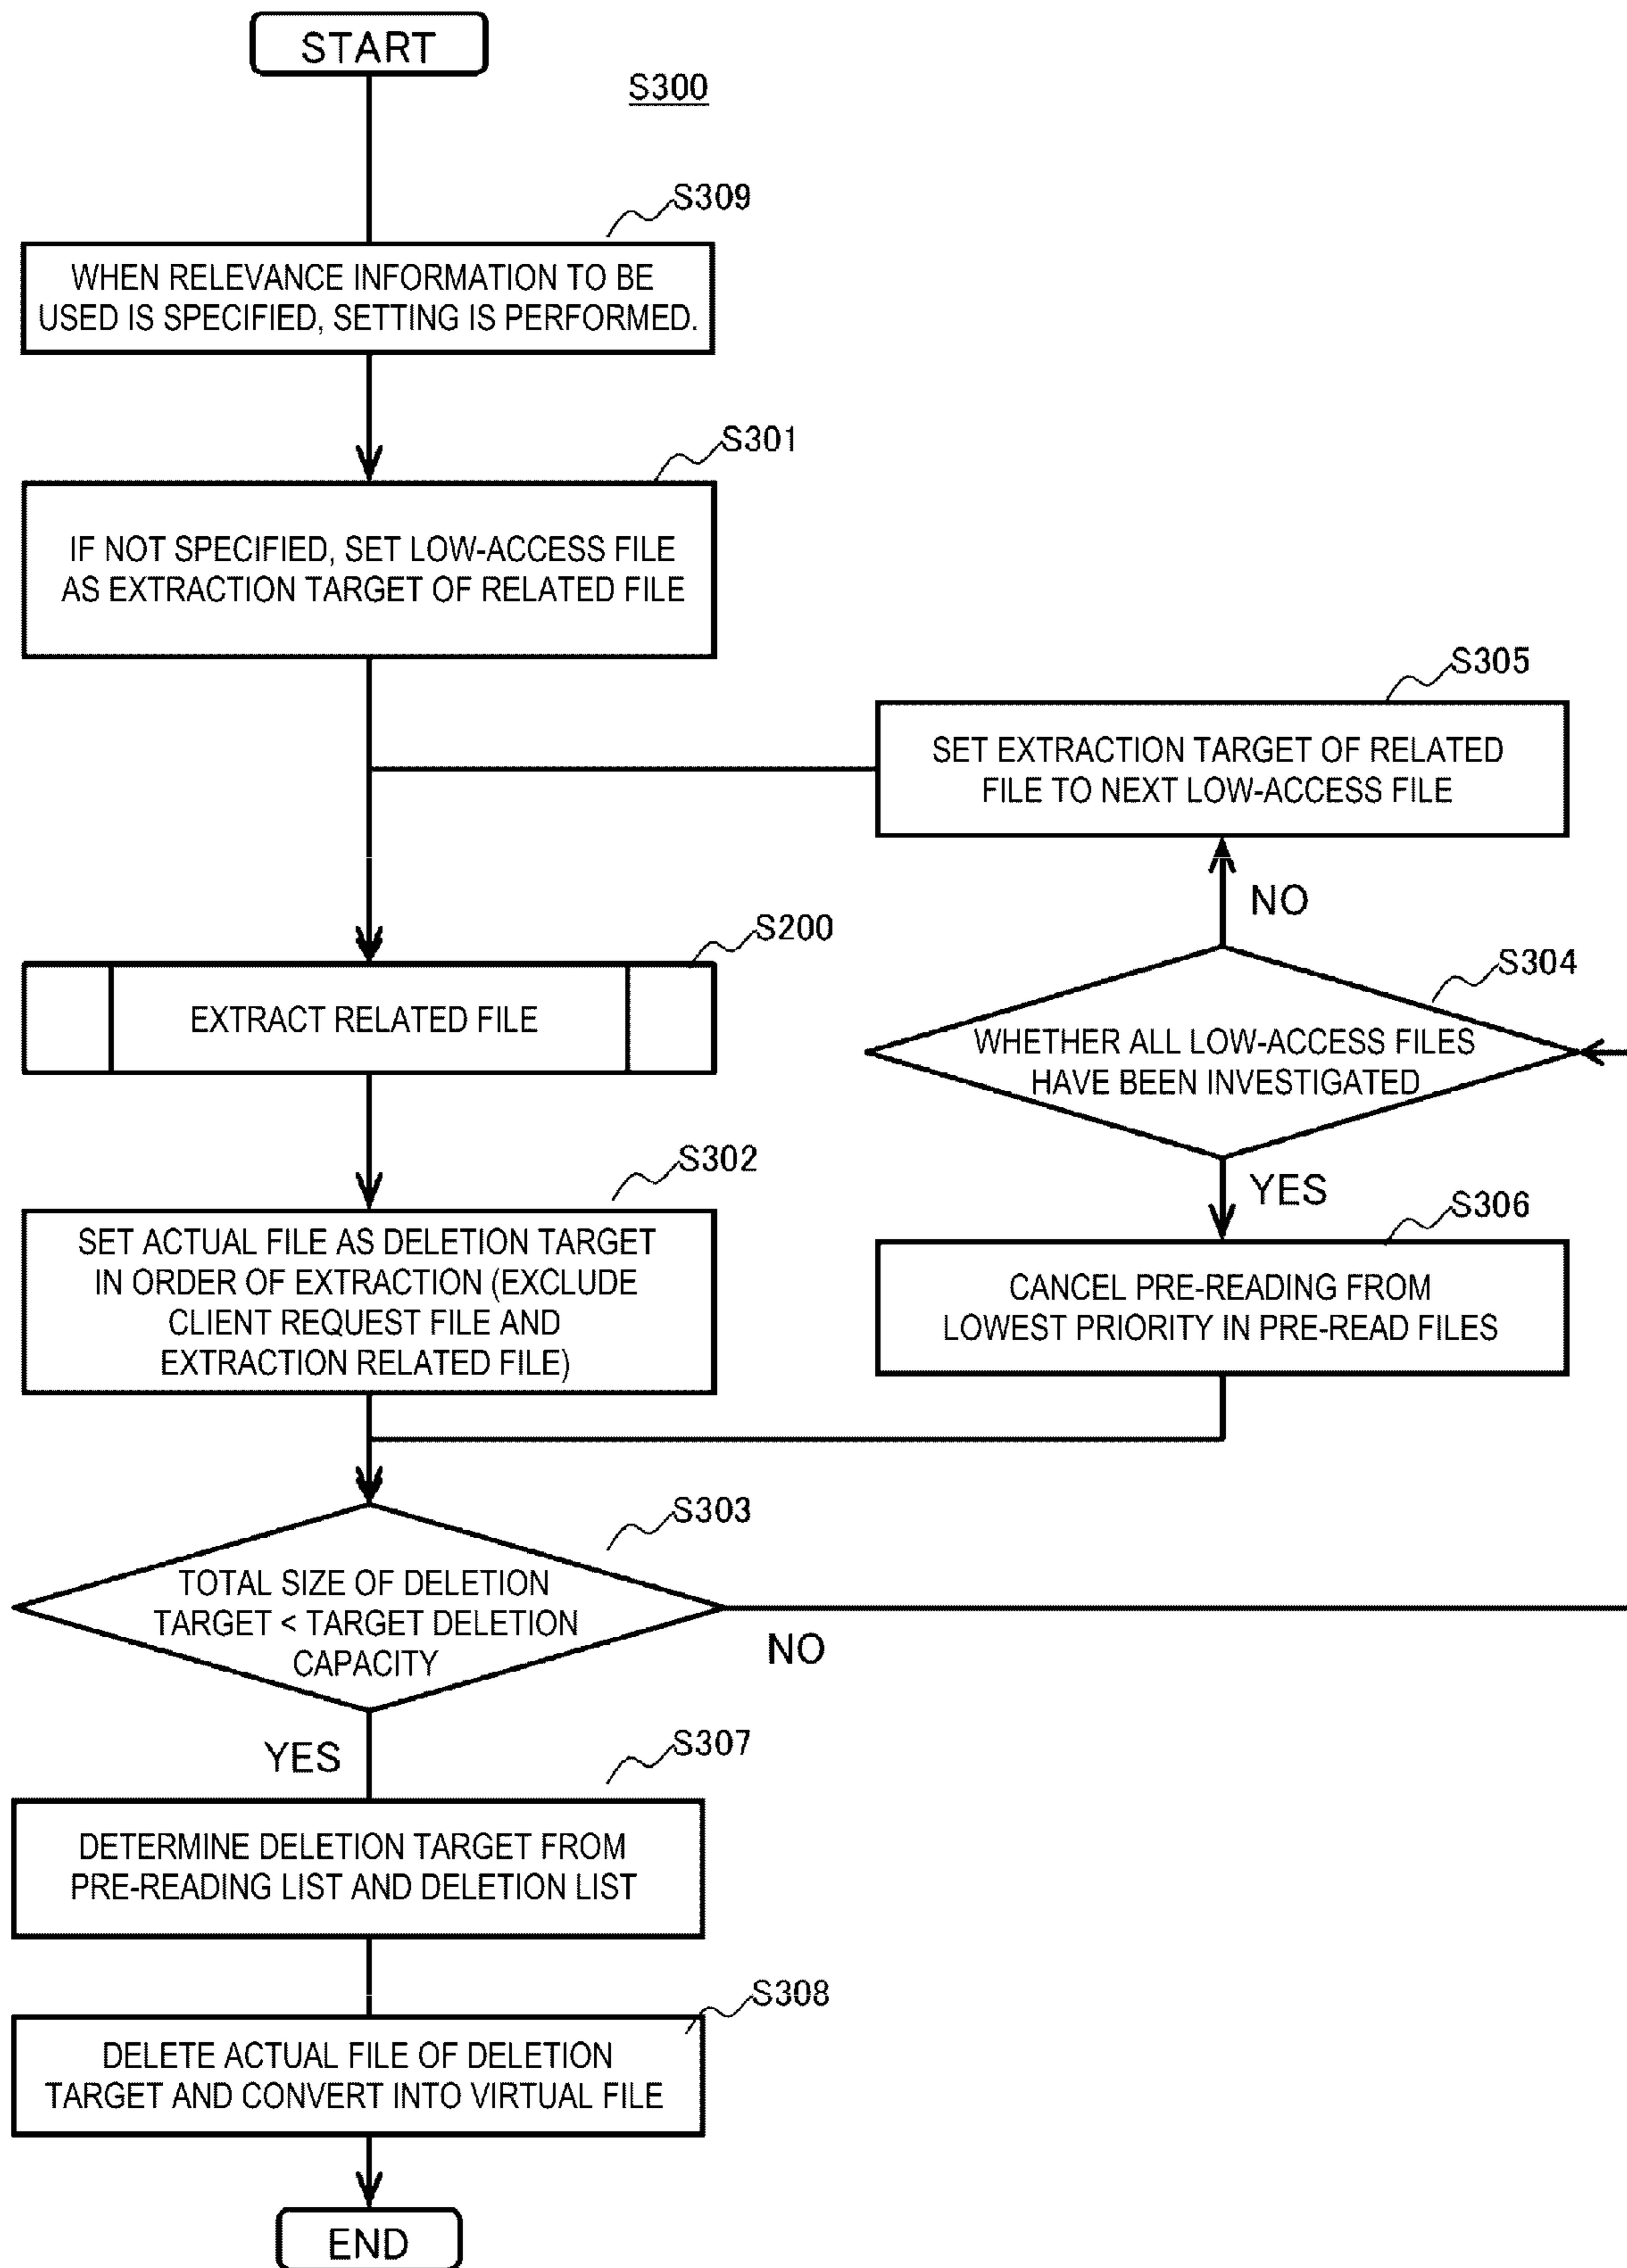 START
S300
S309
WHEN RELEVANCE INFORMATION TO BE
USED IS SPECIFIED, SETTING IS PERFORMED.
S301
IF NOT SPECIFIED, SET LOW-ACCESS FILE
AS EXTRACTION TARGET OF RELATED FILE
S305
SET EXTRACTION TARGET OF RELATED
FILE TO NEXT LOW-ACCESS FILE
NO
S200
EXTRACT RELATED FILE
S304
WHETHER ALL LOW-ACCESS FILES
HAVE BEEN INVESTIGATED
YES
S302
SET ACTUAL FILE AS DELETION TARGET
IN ORDER OF EXTRACTION (EXCLUDE
CLIENT REQUEST FILE AND
EXTRACTION RELATED FILE)
S306
CANCEL PRE-READING FROM
LOWEST PRIORITY IN PRE-READ FILES
S303
TOTAL SIZE OF DELETION
TARGET < TARGET DELETION
CAPACITY
NO
YES
S307
DETERMINE DELETION TARGET FROM
PRE-READING LIST AND DELETION LIST
S308
DELETE ACTUAL FILE OF DELETION
TARGET AND CONVERT INTO VIRTUAL FILE
END